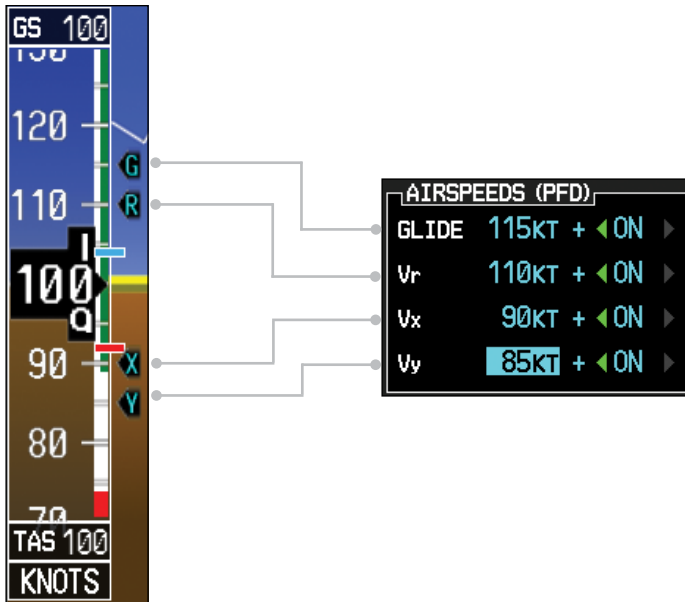 GS 100
130
120
G
110
R
100
90
X
Y
80
70
TAS 100
KNOTS
AIRSPEEDS (PFD)
GLIDE 115KT + ON
Vr 110KT + ON
Vx 90KT + ON
Vy 85KT + ON